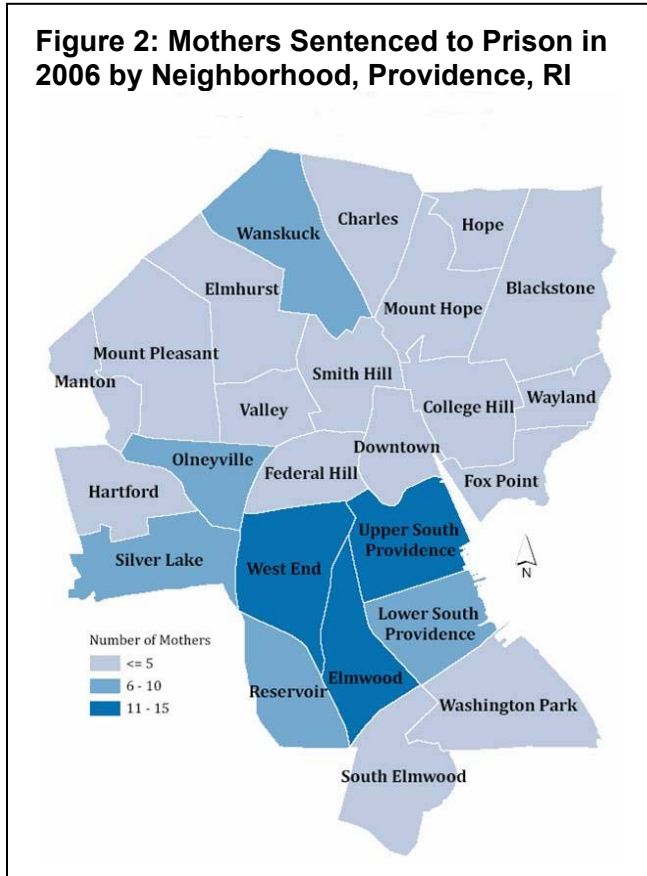 Figure 2: Mothers Sentenced to Prison in
2006 by Neighborhood, Providence, RI
Charles
Hope
Wanskuck
Elmhurst
Blackstone
Mount Hope
Mount Pleasant
Smith Hill
Manton
Wayland
Valley
College Hill
Downtown
Olneyville
Federal Hill
Fox Point
Hartford
Upper South
Providence
Silver Lake
West End
N
Lower South
Providence
Number of Mothers
<= 5
6 - 10
11 - 15
Reservoir
Elmwood
Washington Park
South Elmwood